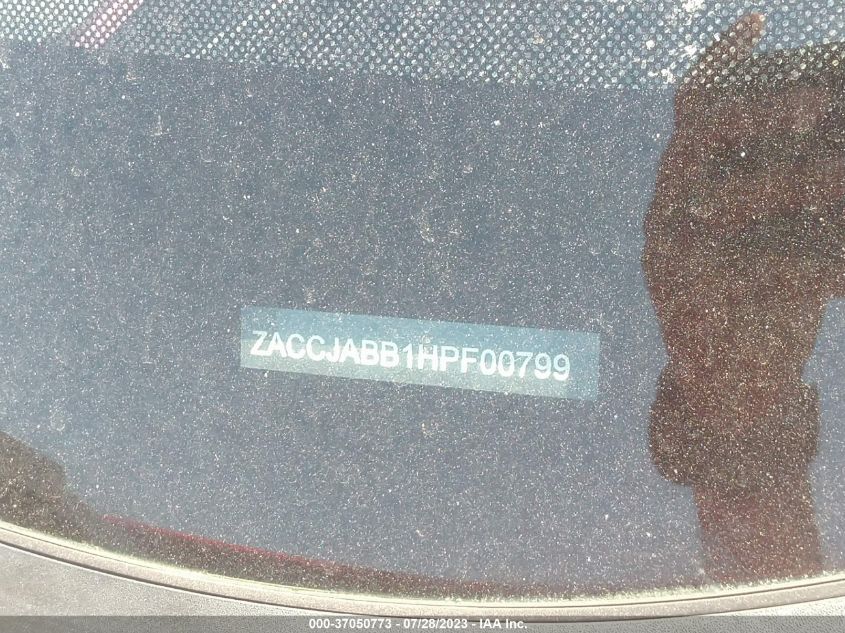 ZACCJABB1HPF00799
000-37050773 - 07/28/2023 - IAA Inc.